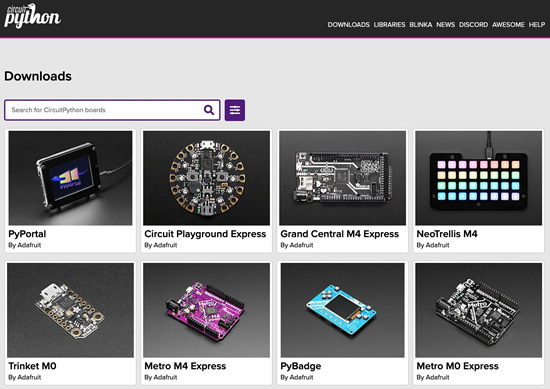 circuit
python
DOWNLOADS LIBRARIES BLINKA NEWS DISCORD AWESOME HELP
Downloads
Search for CircuitPython boards
PyPortal
PyPortal
By Adafruit
Circuit Playground Express
By Adafruit
Grand Central M4 Express
By Adafruit
NeoTrellis M4
By Adafruit
Trinket M0
By Adafruit
Metro M4 Express
By Adafruit
PyBadge
By Adafruit
Metro
Metro M0 Express
By Adafruit